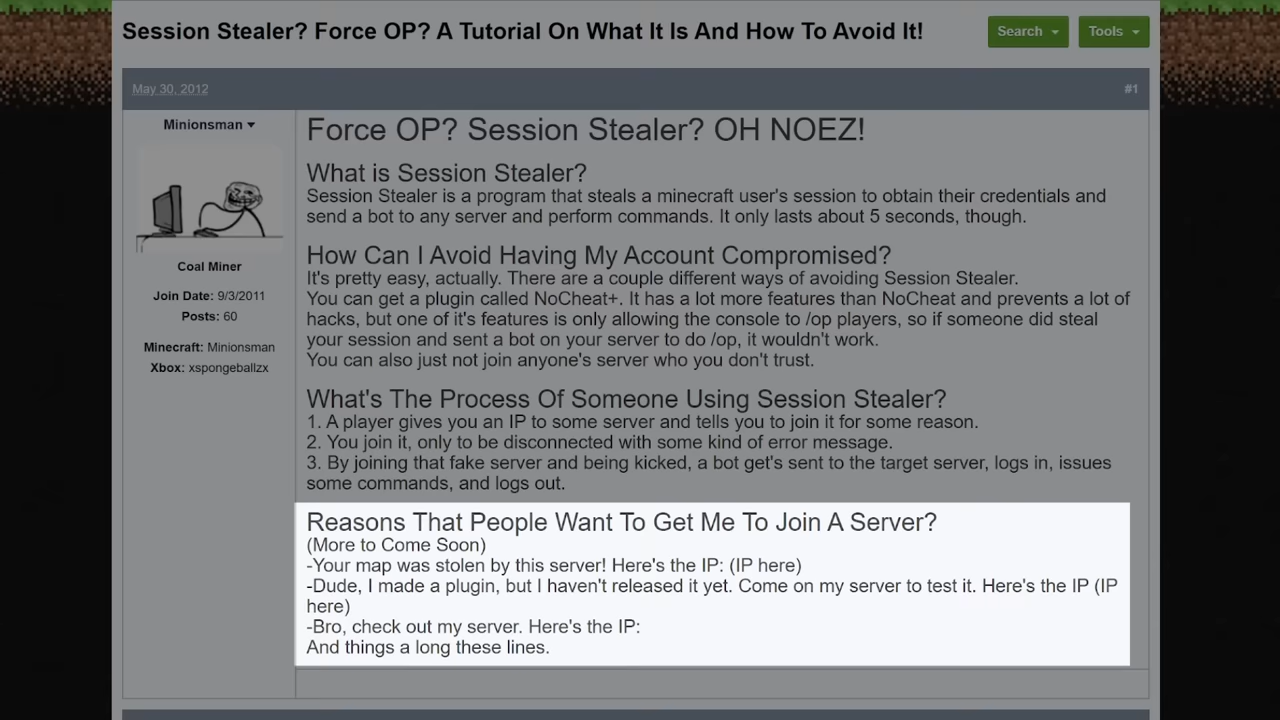 Session Stealer? Force OP? A Tutorial On What It Is And How To Avoid It!
Search
Tools
May 30, 2012
#1
Minionsman
Coal Miner
Join Date: 9/3/2011
Posts: 60
Minecraft: Minionsman
Xbox: xspongeballzx
Force OP? Session Stealer? OH NOEZ!
What is Session Stealer?
Session Stealer is a program that steals a minecraft user's session to obtain their credentials and
send a bot to any server and perform commands. It only lasts about 5 seconds, though.
How Can I Avoid Having My Account Compromised?
It's pretty easy, actually. There are a couple different ways of avoiding Session Stealer.
You can get a plugin called NoCheat+. It has a lot more features than NoCheat and prevents a lot of
hacks, but one of it's features is only allowing the console to /op players, so if someone did steal
your session and sent a bot on your server to do /op, it wouldn't work.
You can also just not join anyone's server who you don't trust.
What's The Process Of Someone Using Session Stealer?
1. A player gives you an IP to some server and tells you to join it for some reason.
2. You join it, only to be disconnected with some kind of error message.
3. By joining that fake server and being kicked, a bot get's sent to the target server, logs in, issues
some commands, and logs out.
Reasons That People Want To Get Me To Join A Server?
(More to Come Soon)
-Your map was stolen by this server! Here's the IP: (IP here)
-Dude, I made a plugin, but I haven't released it yet. Come on my server to test it. Here's the IP (IP
here)
-Bro, check out my server. Here's the IP:
And things a long these lines.